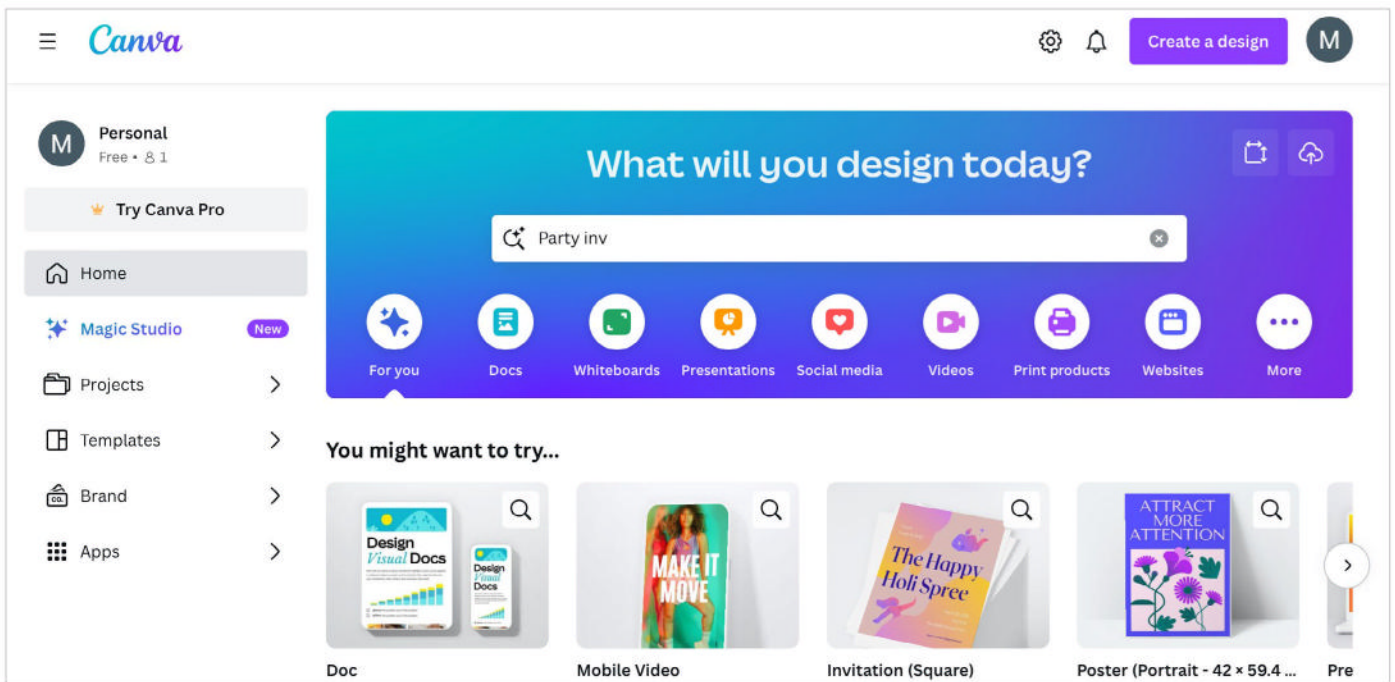 Canva
Create a design
M
M
Personal
Free • 1
Try Canva Pro
Home
Magic Studio
New
Projects
Templates
Brand
Apps
What will you design today?
Party inv
For you
Docs
Whiteboards
Presentations
Social media
Videos
Print products
Websites
More
You might want to try...
Design
Visual Docs
Design
Visual
Docs
MAKE IT
MOVE
The Happy
Holi Spree
ATTRACT
MORE
ATTENTION
CO.
Doc
Mobile Video
Invitation (Square)
Poster (Portrait - 42 × 59.4 ...
Pre